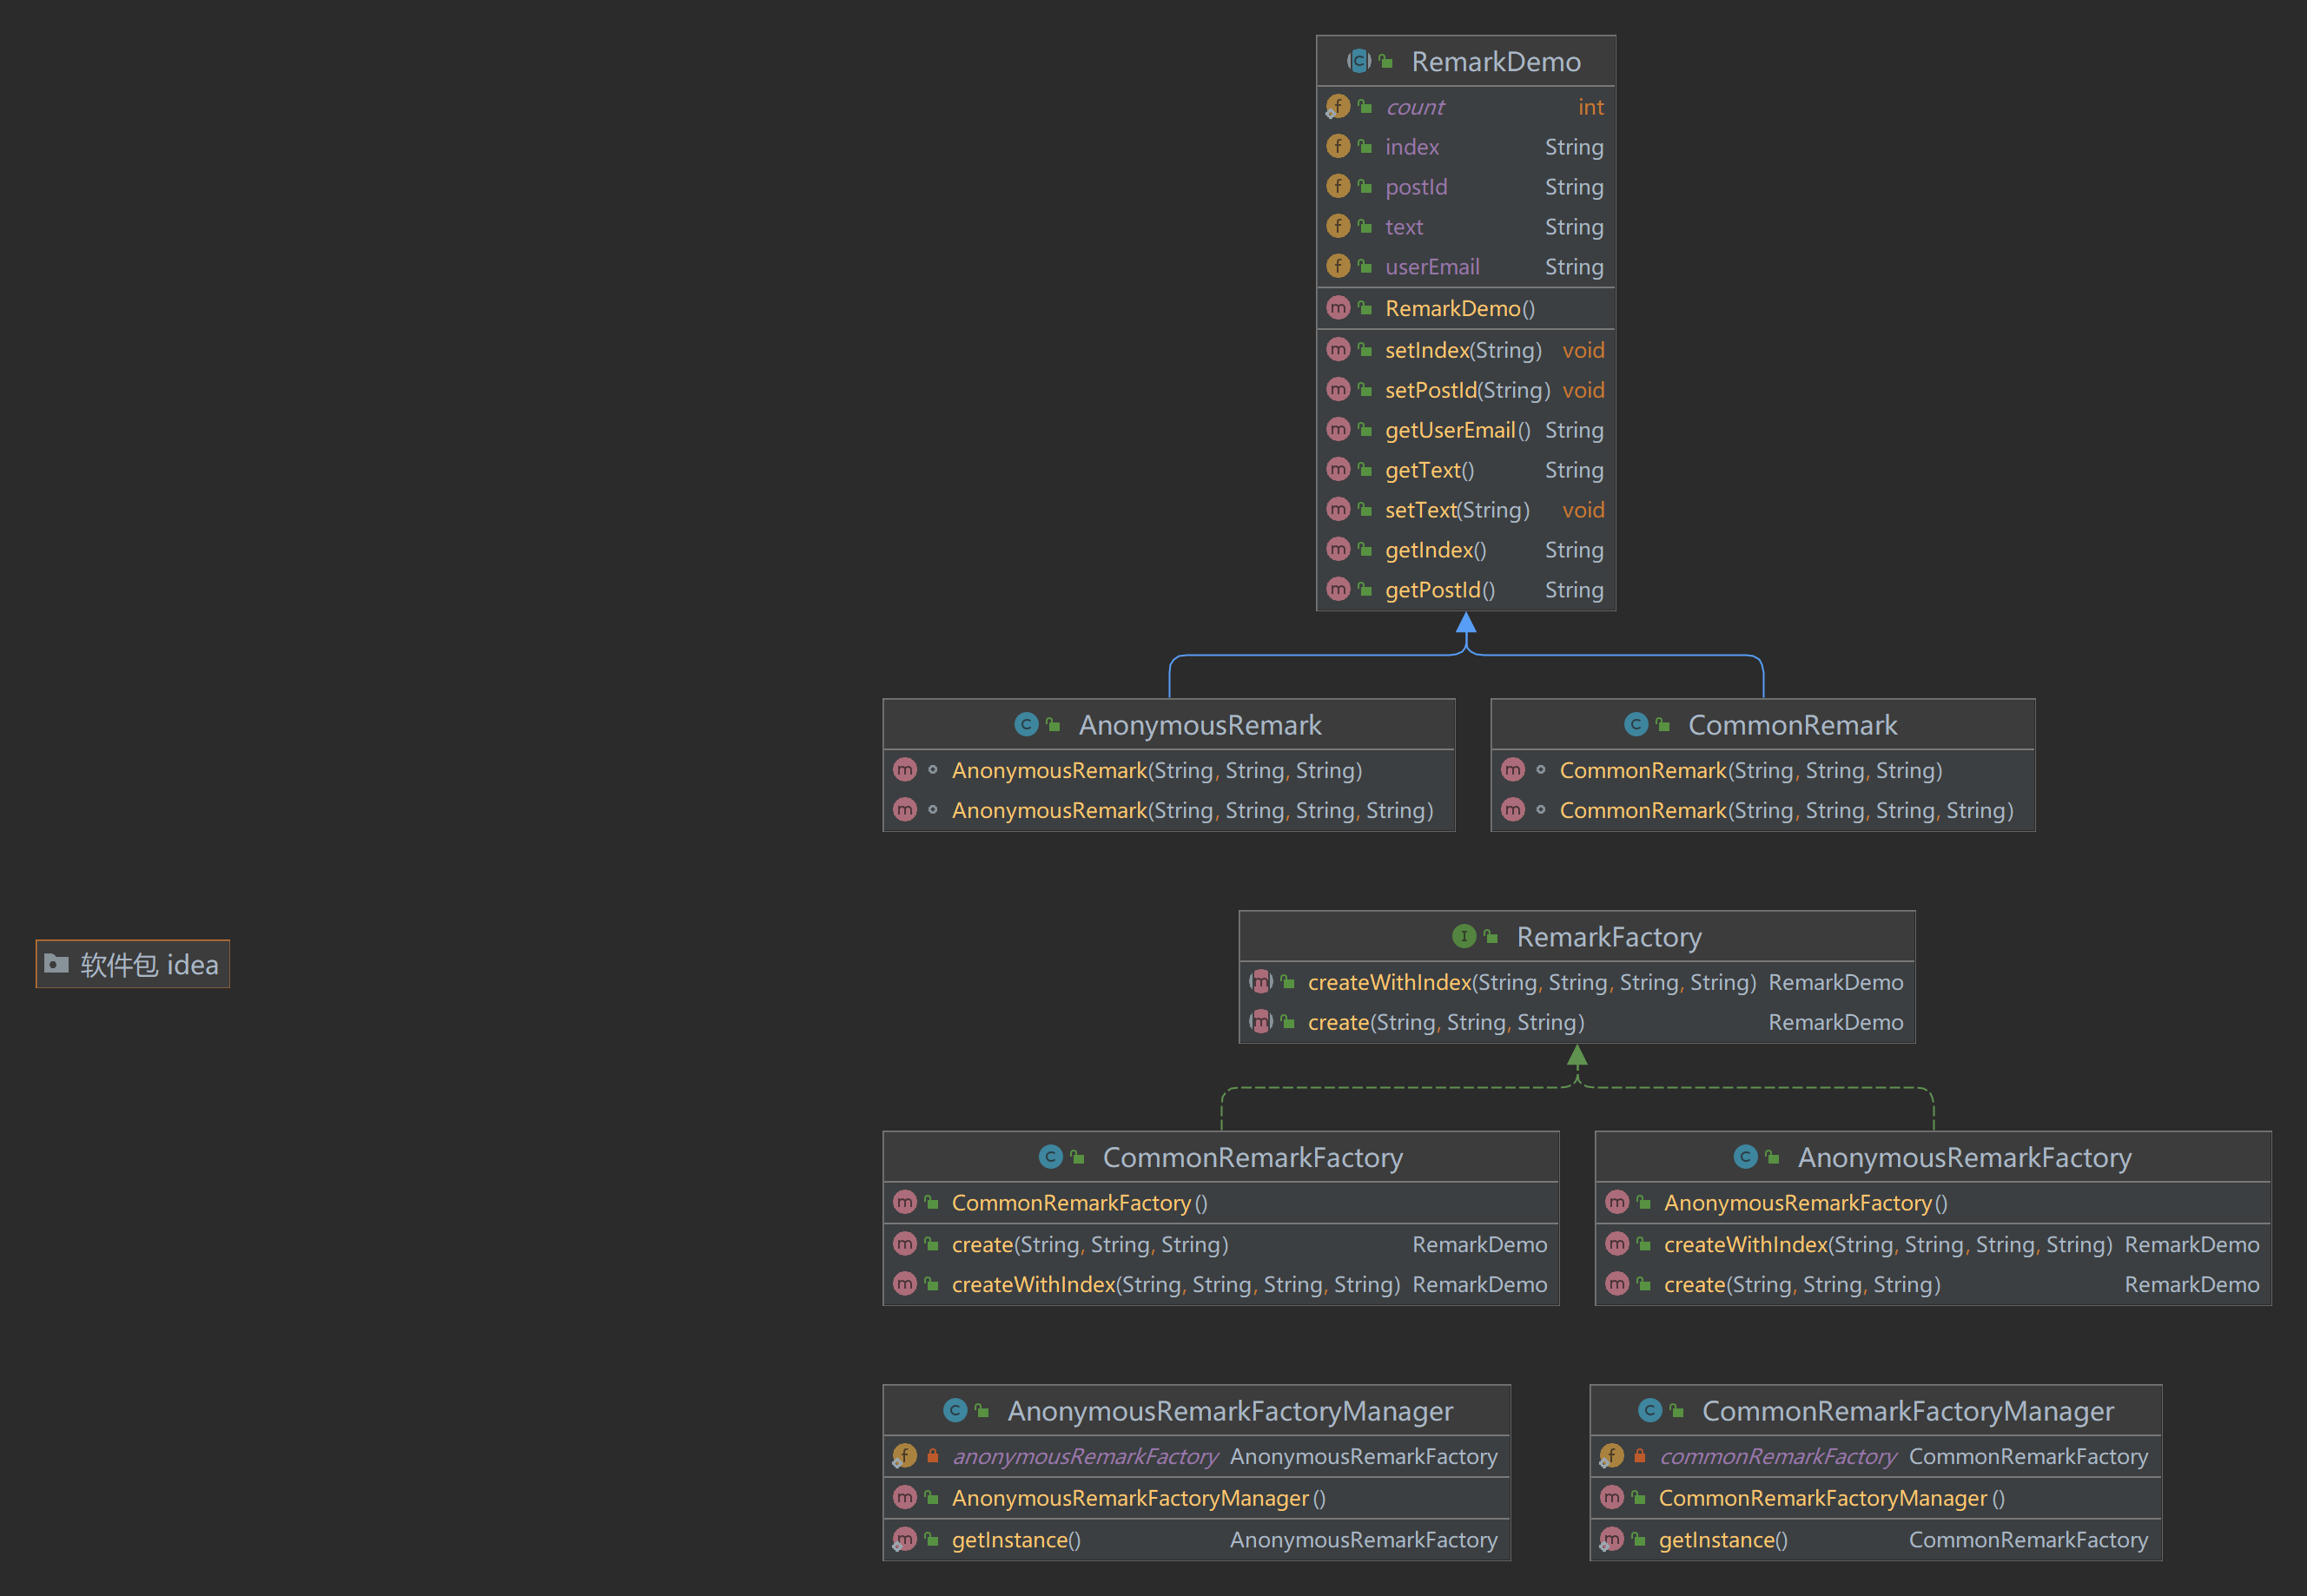 RemarkDemo
count int
index String
postId String
text String
userEmail String
RemarkDemo()
setIndex(String) void
setPostId(String) void
getUserEmail() String
getText() String
setText(String) void
getIndex() String
getPostId() String
AnonymousRemark
AnonymousRemark(String, String, String)
AnonymousRemark(String, String, String, String)
CommonRemark
CommonRemark(String, String, String)
CommonRemark(String, String, String, String)
软件包 idea
RemarkFactory
createWithIndex(String, String, String, String) RemarkDemo
create(String, String, String) RemarkDemo
CommonRemarkFactory
CommonRemarkFactory()
create(String, String, String) RemarkDemo
createWithIndex(String, String, String, String) RemarkDemo
AnonymousRemarkFactory
AnonymousRemarkFactory()
createWithIndex(String, String, String, String) RemarkDemo
create(String, String, String) RemarkDemo
AnonymousRemarkFactoryManager
anonymousRemarkFactory AnonymousRemarkFactory
AnonymousRemarkFactoryManager()
getInstance() AnonymousRemarkFactory
CommonRemarkFactoryManager
commonRemarkFactory CommonRemarkFactory
CommonRemarkFactoryManager()
getInstance() CommonRemarkFactory